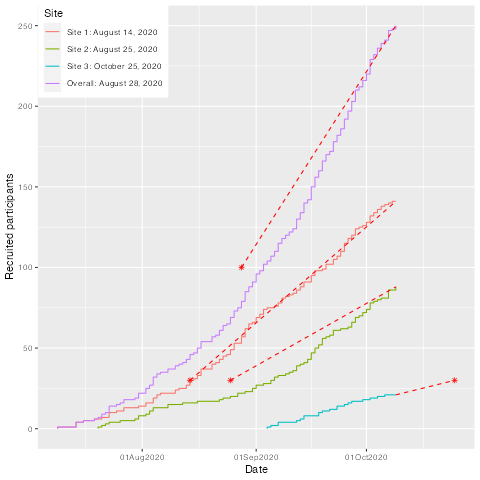 Site
Site 1: August 14, 2020
Site 2: August 25, 2020
Site 3: October 25, 2020
Overall: August 28, 2020
250
200
150
100
50
0
Recruited participants
01Aug2020 01Sep2020 01Oct2020
Date